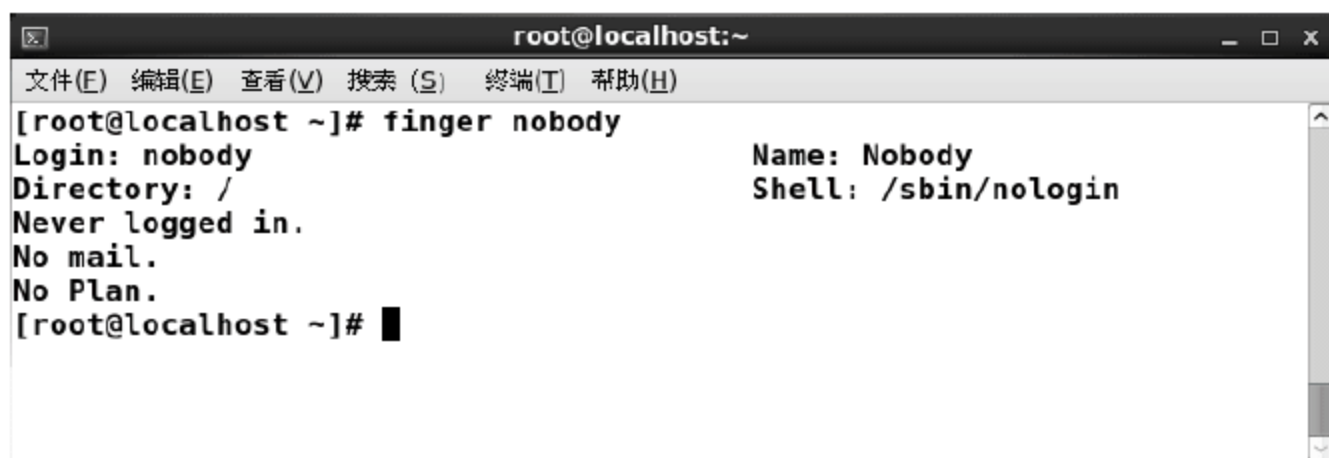 root@localhost:~
文件(F) 编辑(E) 查看(V) 搜索 (S) 终端(T) 帮助(H)
[root@localhost ~]# finger nobody
Login: nobody Name: Nobody
Directory: / Shell: /sbin/nologin
Never logged in.
No mail.
No Plan.
[root@localhost ~]#